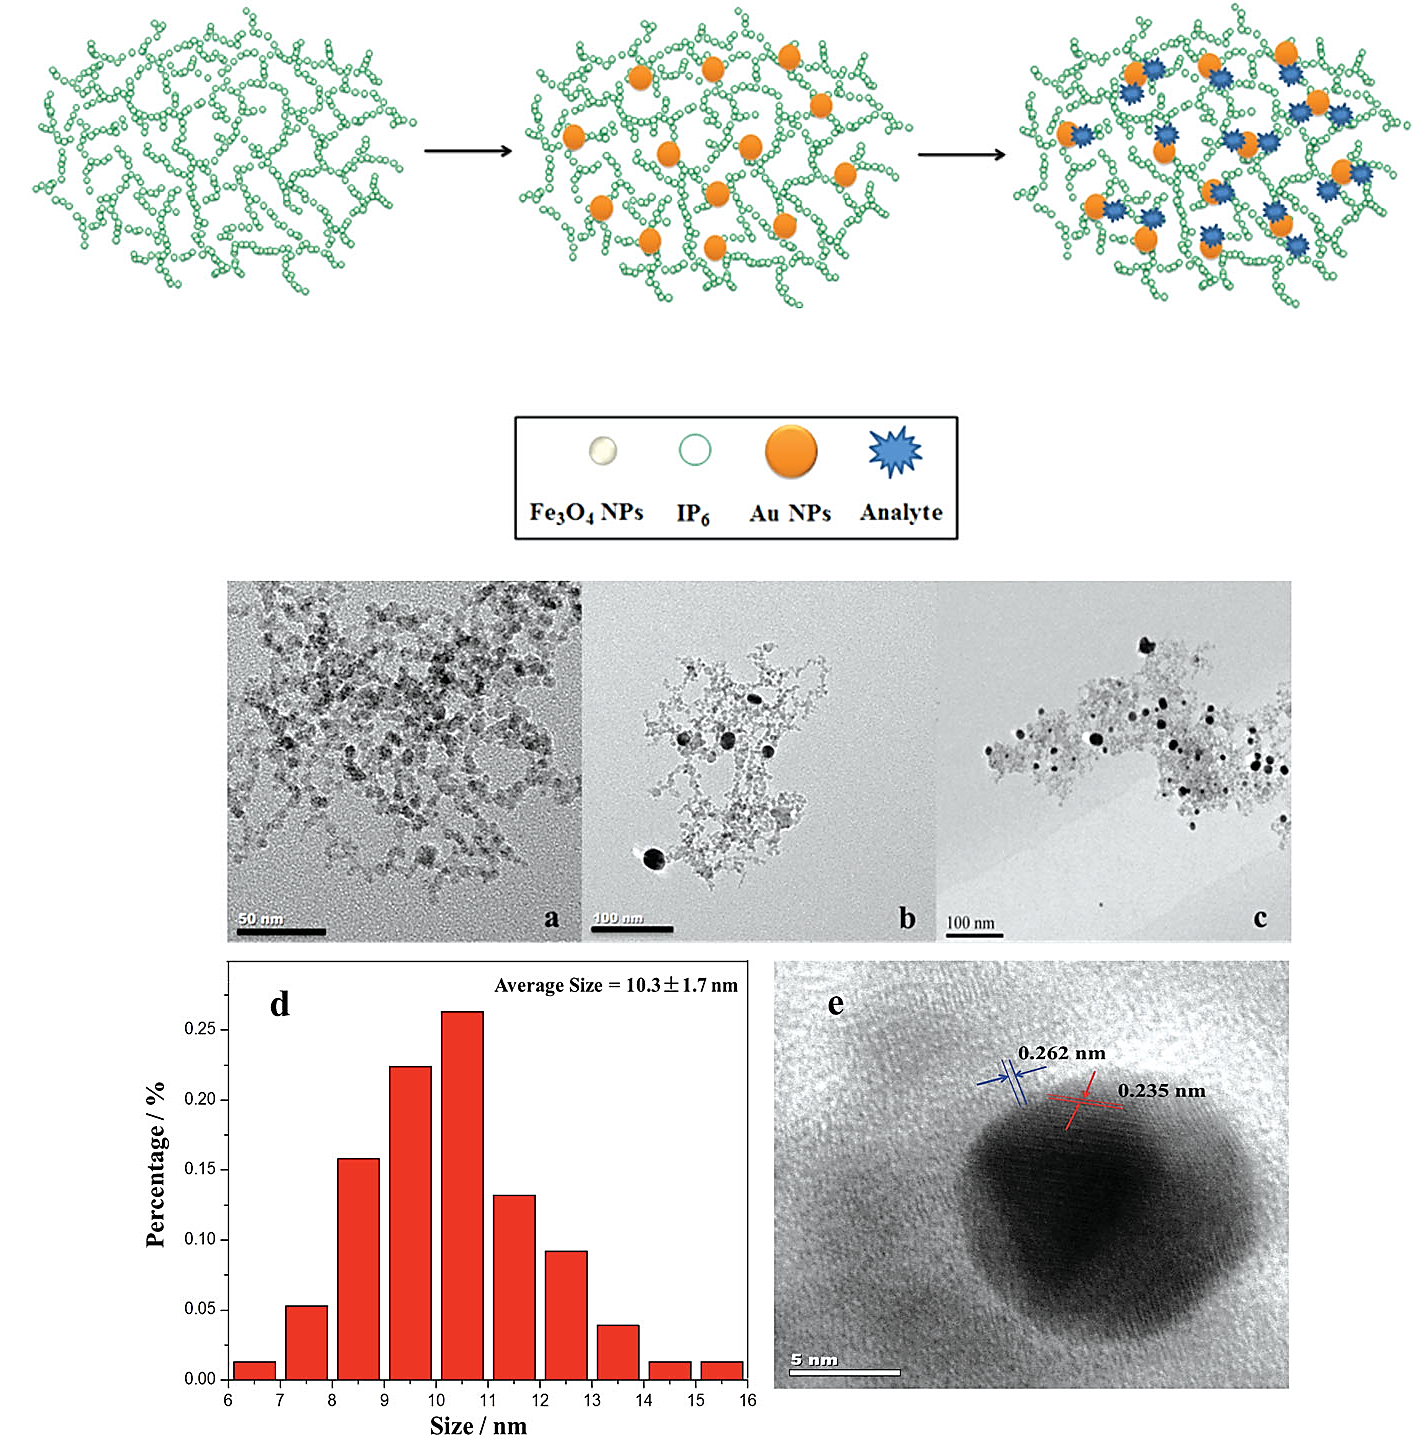 Fe₃O₄ NPs IP₆ Au NPs Analyte
50 nm a
100 nm b
100 nm c
d
Average Size = 10.3±1.7 nm
Percentage / %
0.25
0.20
0.15
0.10
0.05
0.00
6 7 8 9 10 11 12 13 14 15 16
Size / nm
e
0.262 nm
0.235 nm
5 nm